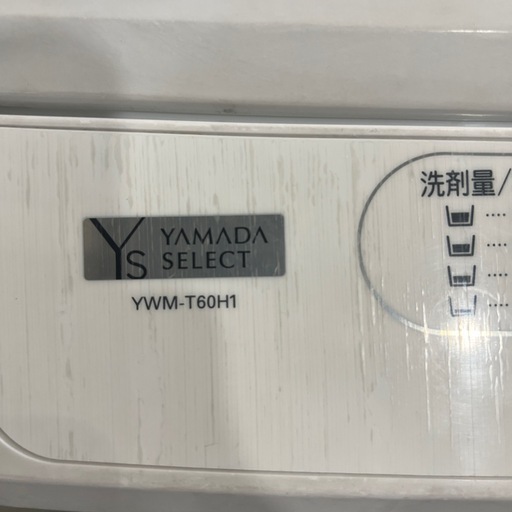 YS YAMADA
SELECT
YWM-T60H1
洗剤量/